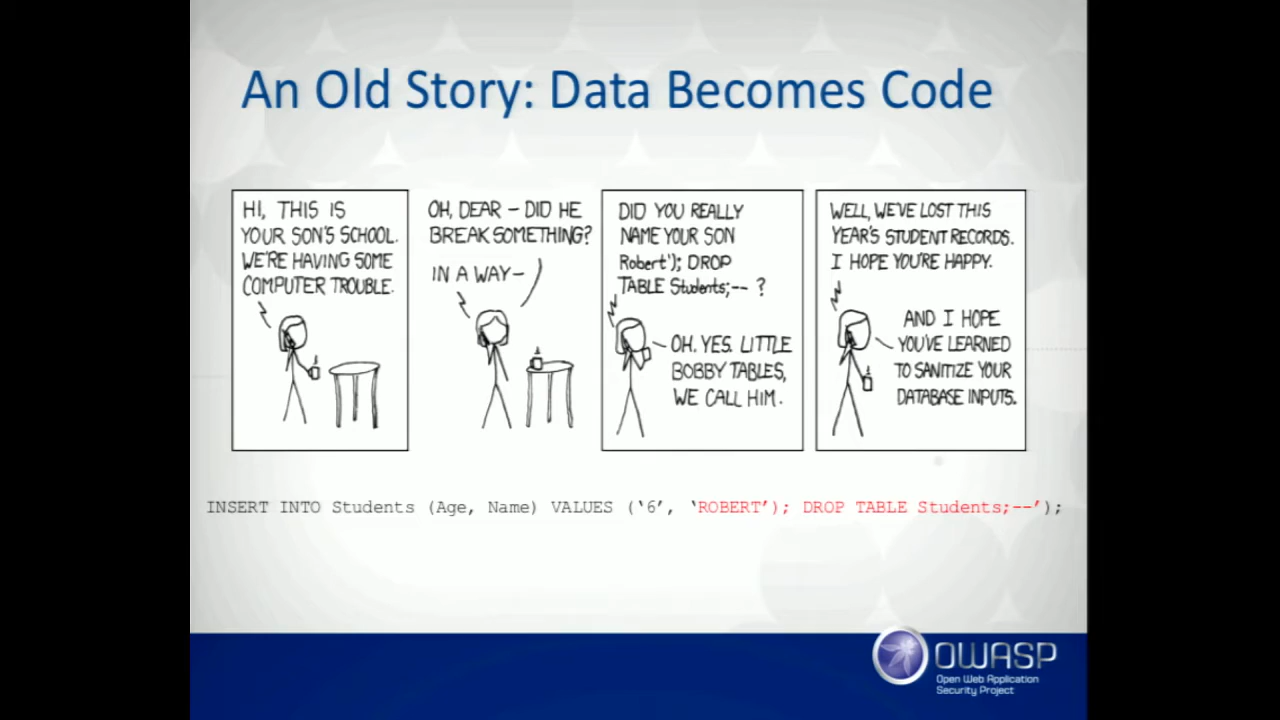 An Old Story: Data Becomes Code
HI, THIS IS
YOUR SON'S SCHOOL.
WE'RE HAVING SOME
COMPUTER TROUBLE.
OH, DEAR – DID HE
BREAK SOMETHING?
IN A WAY–
DID YOU REALLY
NAME YOUR SON
Robert'); DROP
TABLE Students;-- ?
OH. YES. LITTLE
BOBBY TABLES,
WE CALL HIM.
WELL, WE'VE LOST THIS
YEAR'S STUDENT RECORDS.
I HOPE YOU'RE HAPPY.
AND I HOPE
YOU'VE LEARNED
TO SANITIZE YOUR
DATABASE INPUTS.
INSERT INTO Students (Age, Name) VALUES (‘6’, ‘ROBERT’); DROP TABLE Students;--’);
OWASP
Open Web Application
Security Project